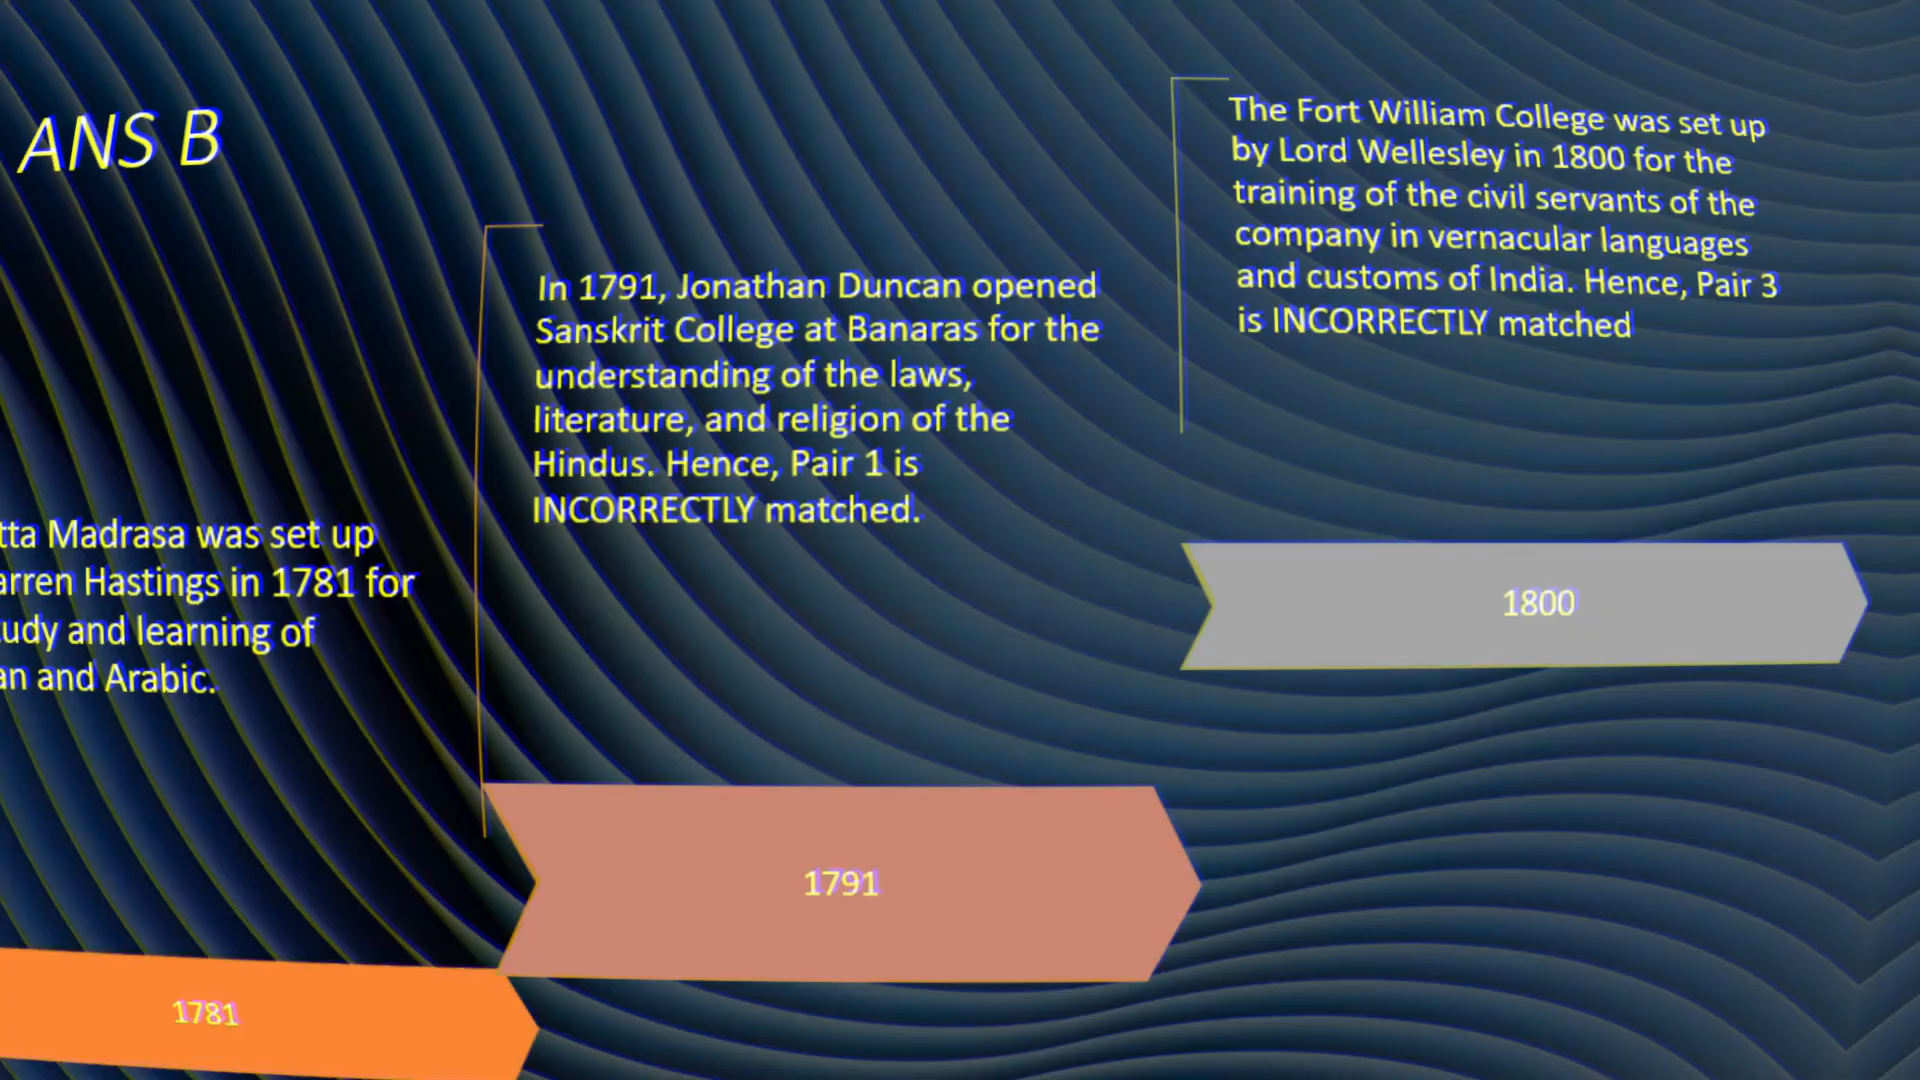 ANS B
Madrasa was set up
Hastings in 1781 for
and learning of
and Arabic.
1781
In 1791, Jonathan Duncan opened
Sanskrit College at Banaras for the
understanding of the laws,
literature, and religion of the
Hindus. Hence, Pair 1 is
INCORRECTLY matched.
1791
The Fort William College was set up
by Lord Wellesley in 1800 for the
training of the civil servants of the
company in vernacular languages
and customs of India. Hence, Pair 3
is INCORRECTLY matched
1800